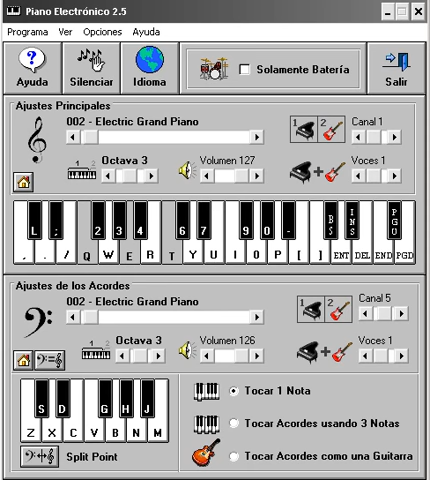 Piano Electrónico 2.5
Programa Ver Opciones Ayuda
Ayuda Silenciar Idioma Solamente Batería Salir
Ajustes Principales
002 - Electric Grand Piano 1 2 Canal 1
1 2 Octava 3 Volumen 127 Voces 1
L ; 2 3 4 6 7 9 0 - BS INS PGU
, . / Q W E R T Y U I O P [ ] ENT DEL END PGD
Ajustes de los Acordes
002 - Electric Grand Piano Canal 5
Octava 3 Volumen 126 Voces 1
S D G H J
Z X C V B N M
Split Point
Tocar 1 Nota
Tocar Acordes usando 3 Notas
Tocar Acordes como una Guitarra